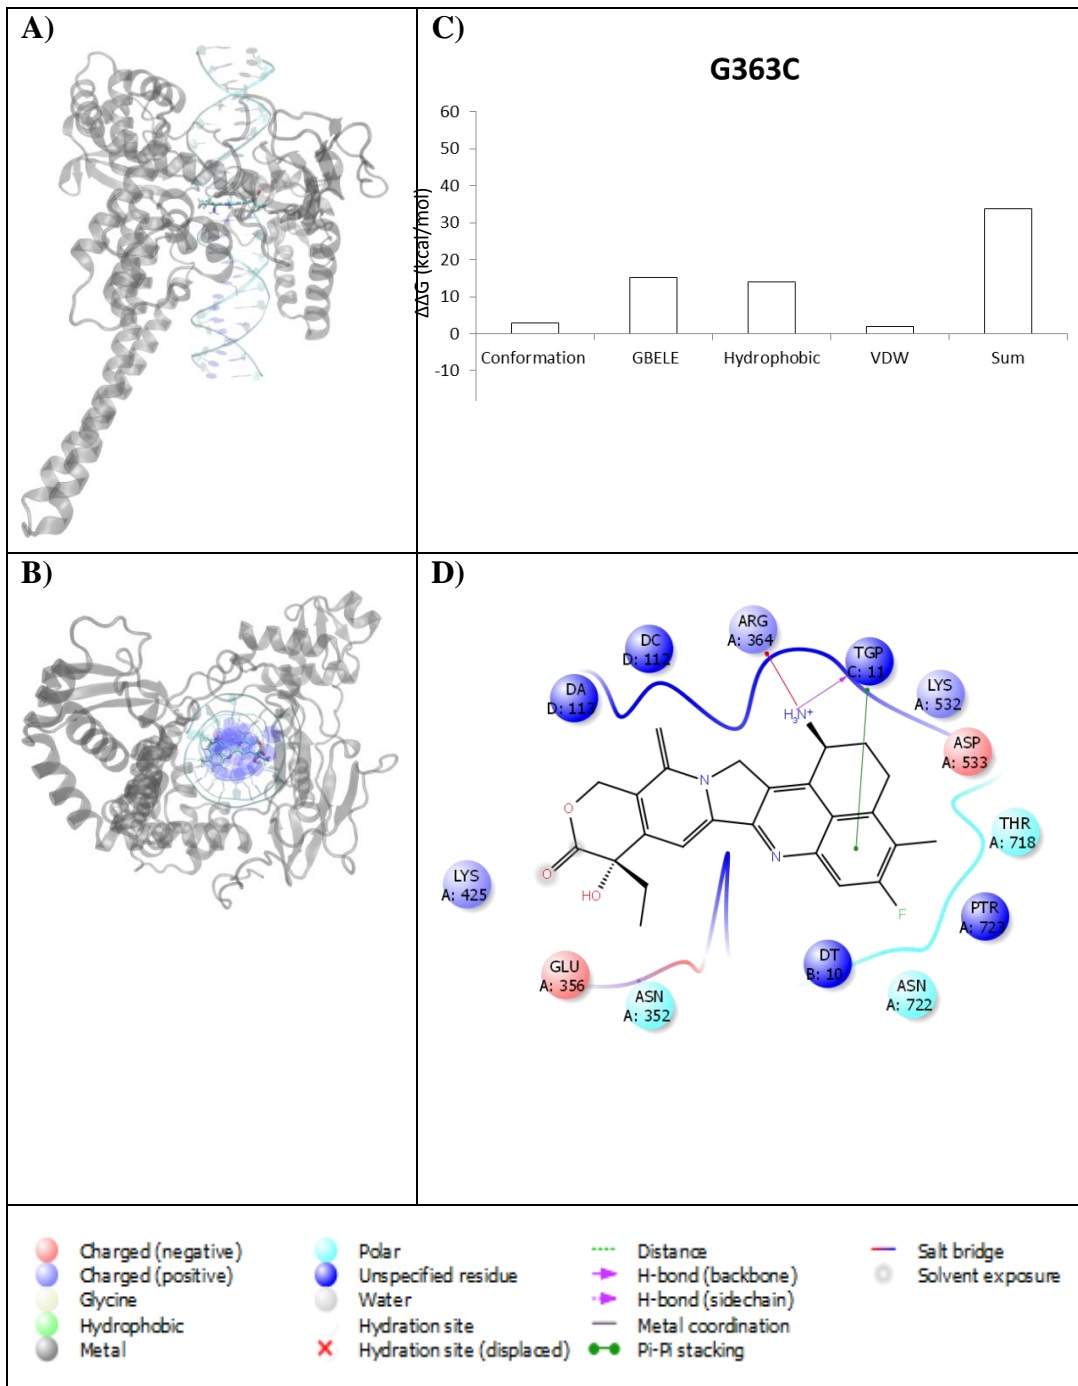 A)
C)
G363C
ΔΔG (kcal/mol)
60
50
40
30
20
10
0
-10
Conformation GBELE Hydrophobic VDW Sum
B)
D)
ARG
A: 364
DC
D: 112
TGP
C: 11
DA
D: 113
LYS
A: 532
H₃N⁺
ASP
A: 533
N
O
THR
A: 718
N
O
LYS
A: 425
HO
F
PTR
A: 723
DT
B: 10
GLU
A: 356
ASN
A: 722
ASN
A: 352
Charged (negative)
Charged (positive)
Glycine
Hydrophobic
Metal
Polar
Unspecified residue
Water
Hydration site
Hydration site (displaced)
Distance
H-bond (backbone)
H-bond (sidechain)
Metal coordination
Pi-Pi stacking
Salt bridge
Solvent exposure